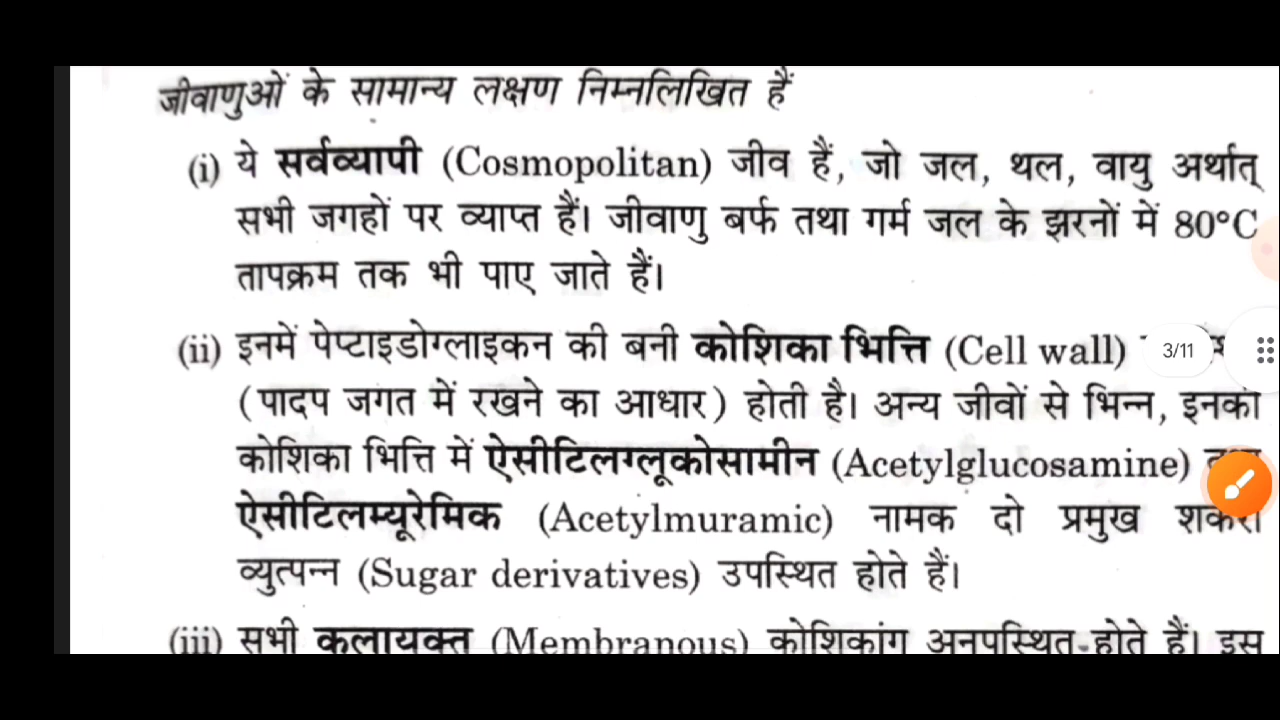 जीवाणुओं के सामान्य लक्षण निम्नलिखित हैं
(i) ये सर्वव्यापी (Cosmopolitan) जीव हैं, जो जल, थल, वायु अर्थात्
सभी जगहों पर व्याप्त हैं। जीवाणु बर्फ तथा गर्म जल के झरनों में 80°C
तापक्रम तक भी पाए जाते हैं।
(ii) इनमें पेप्टाइडोग्लाइकन की बनी कोशिका भित्ति (Cell wall)
3/11
(पादप जगत में रखने का आधार) होती है। अन्य जीवों से भिन्न, इनकी
कोशिका भित्ति में ऐसीटिलग्लूकोसामीन (Acetylglucosamine)
ऐसीटिलम्यूरेमिक (Acetylmuramic) नामक दो प्रमुख शर्करा
व्युत्पन्न (Sugar derivatives) उपस्थित होते हैं।
(iii) सभी कलायुक्त (Membranous) कोशिकांग अनुपस्थित होते हैं। इस